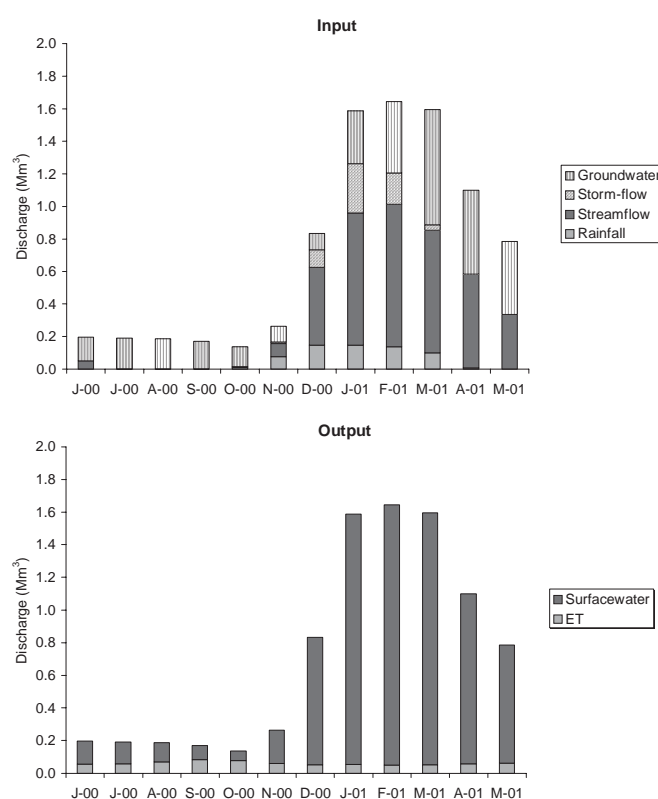 Input
2.0
1.8
1.6
1.4
1.2
1.0
0.8
0.6
0.4
0.2
0.0
Discharge (Mm³)
J-00 J-00 A-00 S-00 O-00 N-00 D-00 J-01 F-01 M-01 A-01 M-01
Groundwater
Storm-flow
Streamflow
Rainfall
Output
2.0
1.8
1.6
1.4
1.2
1.0
0.8
0.6
0.4
0.2
0.0
Discharge (Mm³)
J-00 J-00 A-00 S-00 O-00 N-00 D-00 J-01 F-01 M-01 A-01 M-01
Surfacewater
ET